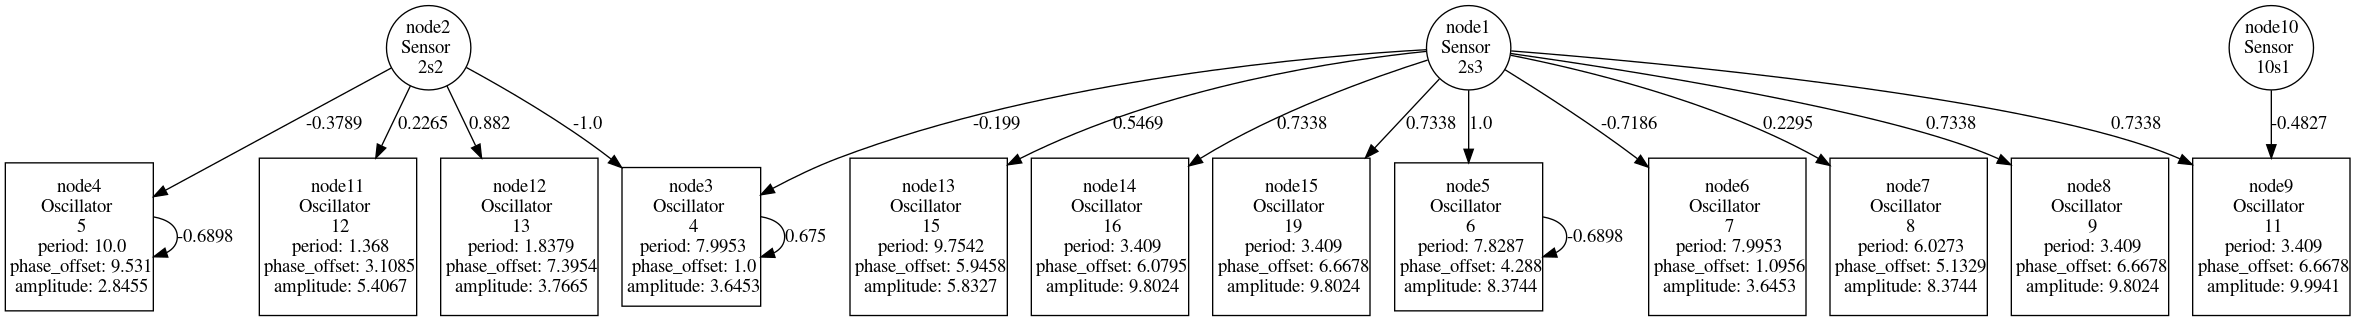 node2
Sensor
2s2
node1
Sensor
2s3
node10
Sensor
10s1
-0.3789
0.2265
0.882
-1.0
-0.199
0.5469
0.7338
0.7338
1.0
-0.7186
0.2295
0.7338
0.7338
-0.4827
node4
Oscillator
5
period: 10.0
phase_offset: 9.531
amplitude: 2.8455
-0.6898
node11
Oscillator
12
period: 1.368
phase_offset: 3.1085
amplitude: 5.4067
node12
Oscillator
13
period: 1.8379
phase_offset: 7.3954
amplitude: 3.7665
node3
Oscillator
4
period: 7.9953
phase_offset: 1.0
amplitude: 3.6453
0.675
node13
Oscillator
15
period: 9.7542
phase_offset: 5.9458
amplitude: 5.8327
node14
Oscillator
16
period: 3.409
phase_offset: 6.0795
amplitude: 9.8024
node15
Oscillator
19
period: 3.409
phase_offset: 6.6678
amplitude: 9.8024
node5
Oscillator
6
period: 7.8287
phase_offset: 4.288
amplitude: 8.3744
-0.6898
node6
Oscillator
7
period: 7.9953
phase_offset: 1.0956
amplitude: 3.6453
node7
Oscillator
8
period: 6.0273
phase_offset: 5.1329
amplitude: 8.3744
node8
Oscillator
9
period: 3.409
phase_offset: 6.6678
amplitude: 9.8024
node9
Oscillator
11
period: 3.409
phase_offset: 6.6678
amplitude: 9.9941